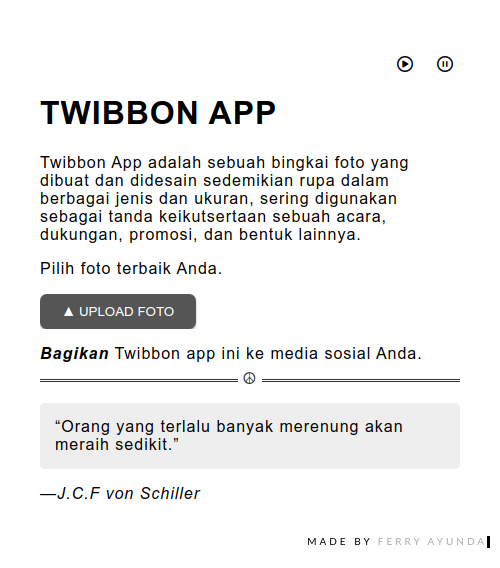 TWIBBON APP
Twibbon App adalah sebuah bingkai foto yang
dibuat dan didesain sedemikian rupa dalam
berbagai jenis dan ukuran, sering digunakan
sebagai tanda keikutsertaan sebuah acara,
dukungan, promosi, dan bentuk lainnya.
Pilih foto terbaik Anda.
▲ UPLOAD FOTO
Bagikan Twibbon app ini ke media sosial Anda.
“Orang yang terlalu banyak merenung akan
meraih sedikit.”
—J.C.F von Schiller
MADE BY FERRY AYUNDA